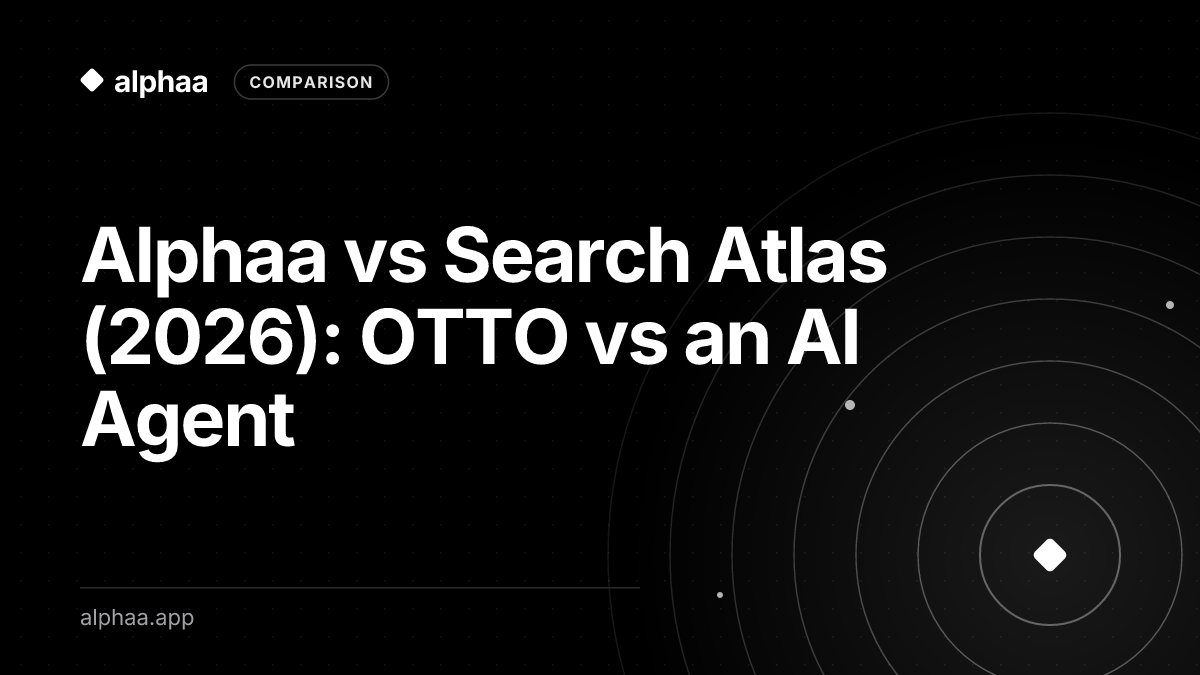 alphaa
COMPARISON
Alphaa vs Search Atlas
(2026): OTTO vs an AI
Agent
alphaa.app